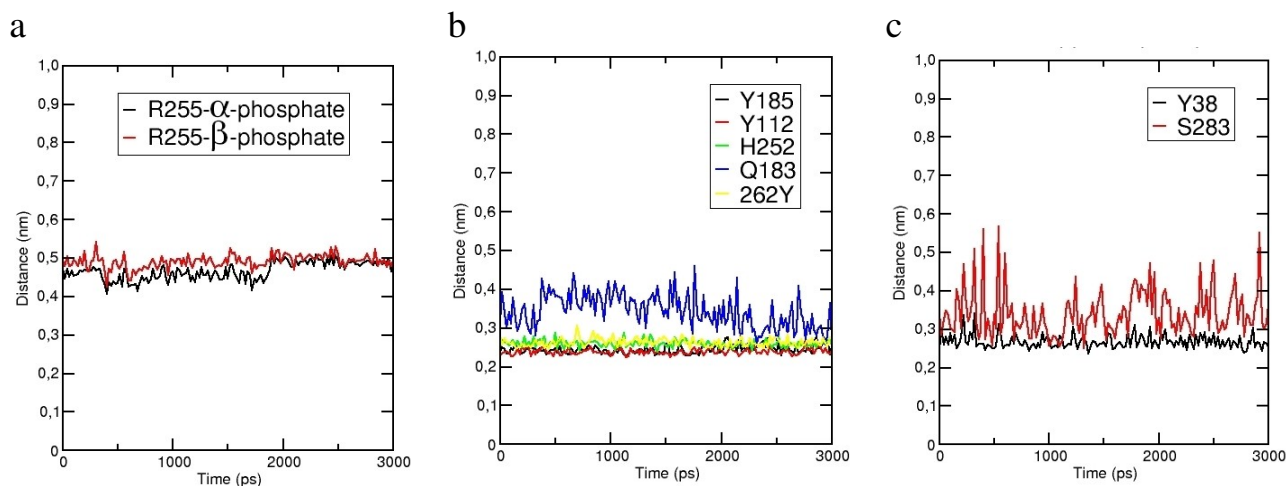 a
b
c
1,0
0,9
0,8
0,7
0,6
0,5
0,4
0,3
0,2
0,1
0
Distance (nm)
R255-α-phosphate
R255-β-phosphate
0 1000 2000 3000
Time (ps)
1,0
0,9
0,8
0,7
0,6
0,5
0,4
0,3
0,2
0,1
0
Distance (nm)
Y185
Y112
H252
Q183
262Y
0 1000 2000 3000
Time (ps)
1,0
0,9
0,8
0,7
0,6
0,5
0,4
0,3
0,2
0,1
0
Distance (nm)
Y38
S283
0 1000 2000 3000
Time (ps)